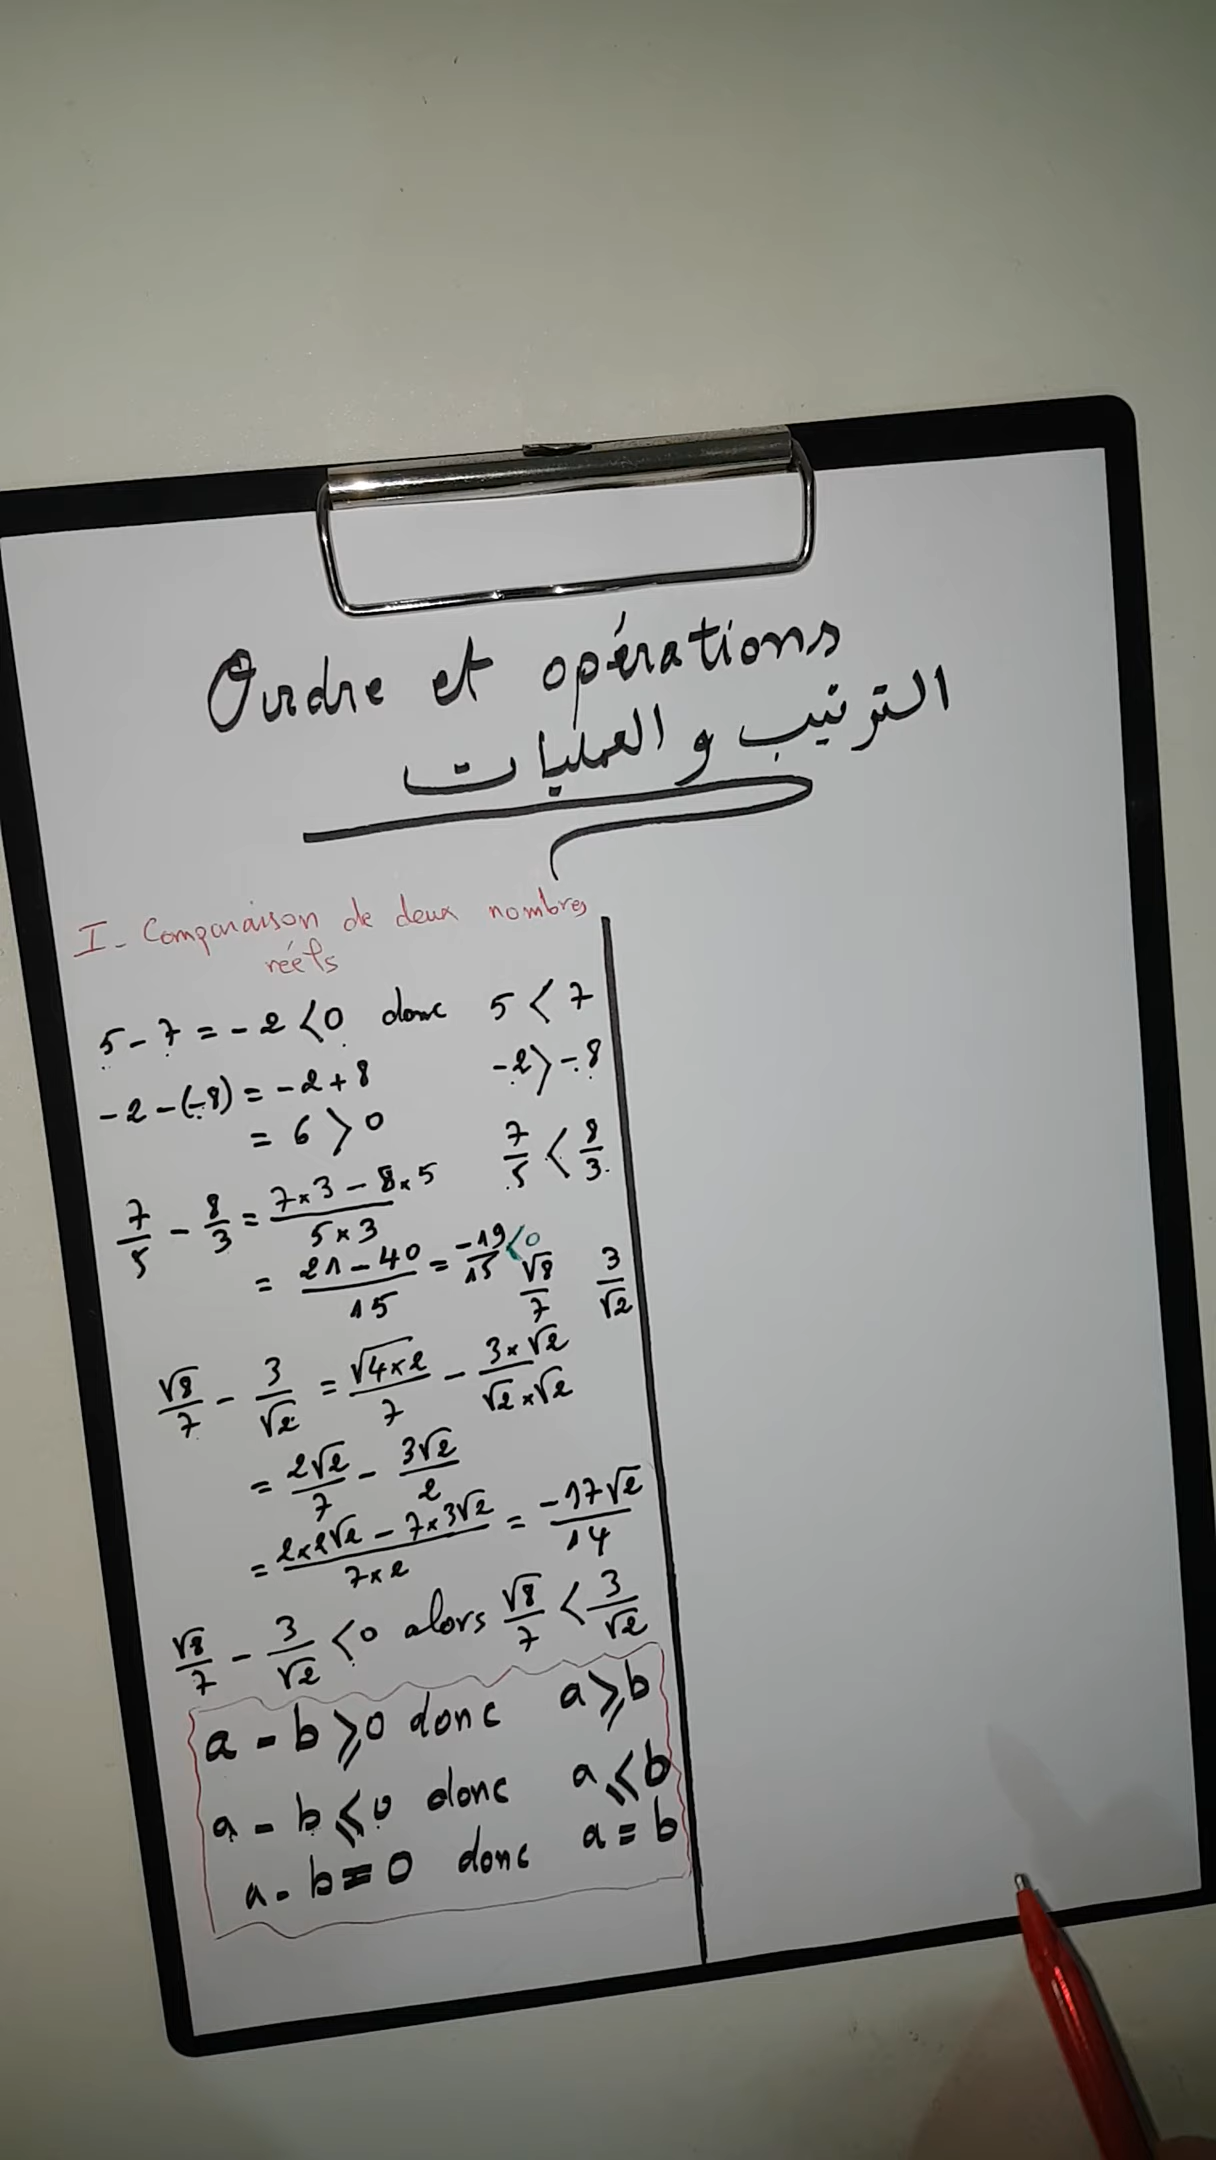 Ordre et opérations
الترتيب و العمليات
I - Comparaison de deux nombres
réels
5 - 7 = - 2 < 0 donc 5 < 7
- 2 - (-8) = - 2 + 8 -2 > -8
= 6 > 0
7/5 < 8/3
7/5 - 8/3 = (7×3 - 8×5)/(5×3)
= (21 - 40)/15 = -19/15 < 0
√8/7 3/√2
√8/7 - 3/√2 = √(4×2)/7 - (3×√2)/(√2×√2)
= 2√2/7 - 3√2/2
= (2×2√2 - 7×3√2)/(7×2) = -17√2/14
√8/7 - 3/√2 < 0 alors √8/7 < 3/√2
a - b ⩾ 0 donc a ⩾ b
a - b ⩽ 0 donc a ⩽ b
a - b = 0 donc a = b